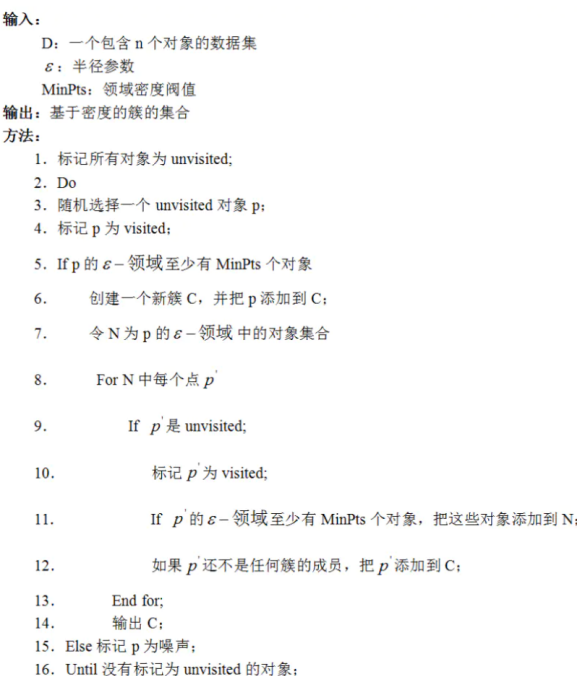 输入：
D：一个包含 n 个对象的数据集
ε：半径参数
MinPts：领域密度阀值
输出：基于密度的簇的集合
方法：
1．标记所有对象为 unvisited;
2．Do
3．随机选择一个 unvisited 对象 p；
4．标记 p 为 visited；
5．If p 的 ε－领域至少有 MinPts 个对象
6． 创建一个新簇 C，并把 p 添加到 C；
7． 令 N 为 p 的 ε－领域 中的对象集合
8． For N 中每个点 p'
9． If p' 是 unvisited;
10． 标记 p' 为 visited;
11． If p' 的 ε－领域至少有 MinPts 个对象，把这些对象添加到 N；
12． 如果 p' 还不是任何簇的成员，把 p' 添加到 C；
13． End for;
14． 输出 C；
15．Else 标记 p 为噪声；
16．Until 没有标记为 unvisited 的对象；